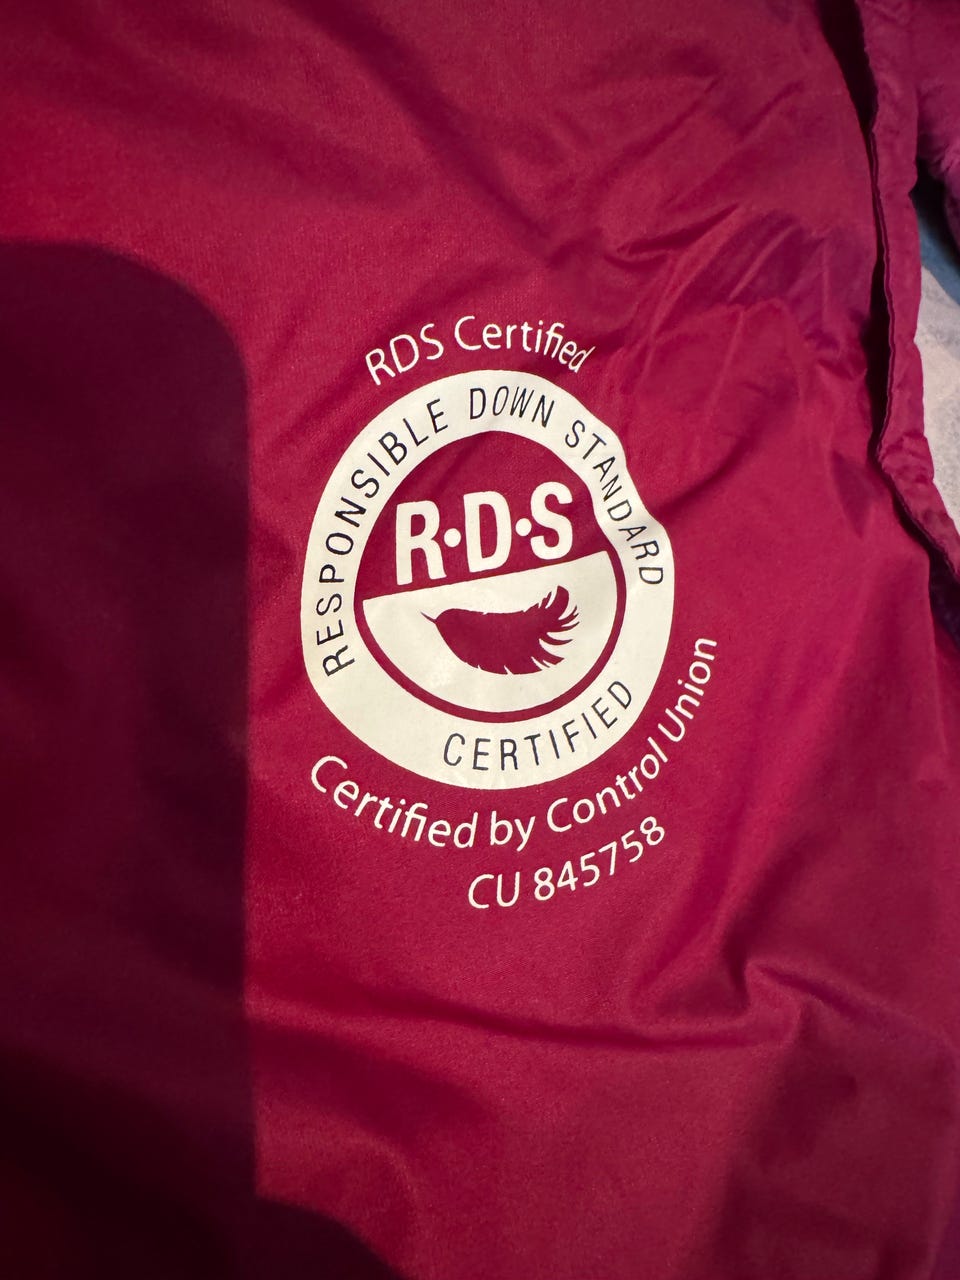 RDS Certified
RESPONSIBLE DOWN STANDARD
R·D·S
CERTIFIED
Certified by Control Union
CU 845758